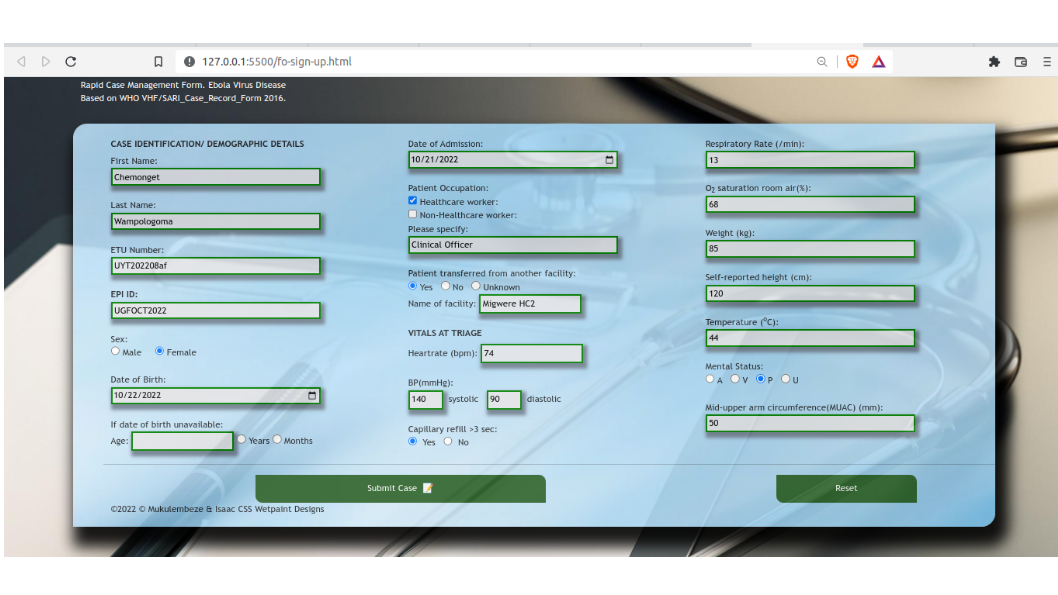 127.0.0.1:5500/fo-sign-up.html
Rapid Case Management Form. Ebola Virus Disease
Based on WHO VHF/SARI_Case_Record_Form 2016.
CASE IDENTIFICATION/ DEMOGRAPHIC DETAILS
First Name:
Chemonget
Last Name:
Wampologoma
ETU Number:
UYT202208af
EPI ID:
UGFOCT2022
Sex:
Male Female
Date of Birth:
10/22/2022
If date of birth unavailable:
Age: Years Months
Date of Admission:
10/21/2022
Patient Occupation:
Healthcare worker:
Non-Healthcare worker:
Please specify:
Clinical Officer
Patient transferred from another facility:
Yes No Unknown
Name of facility: Migwere HC2
VITALS AT TRIAGE
Heartrate (bpm): 74
BP(mmHg):
140 systolic 90 diastolic
Capillary refill >3 sec:
Yes No
Respiratory Rate (/min):
13
O₂ saturation room air(%):
68
Weight (kg):
85
Self-reported height (cm):
120
Temperature (°C):
44
Mental Status:
A V P U
Mid-upper arm circumference(MUAC) (mm):
50
Submit Case 📝
Reset
©2022 © Mukulembeze & Isaac CSS Wetpaint Designs